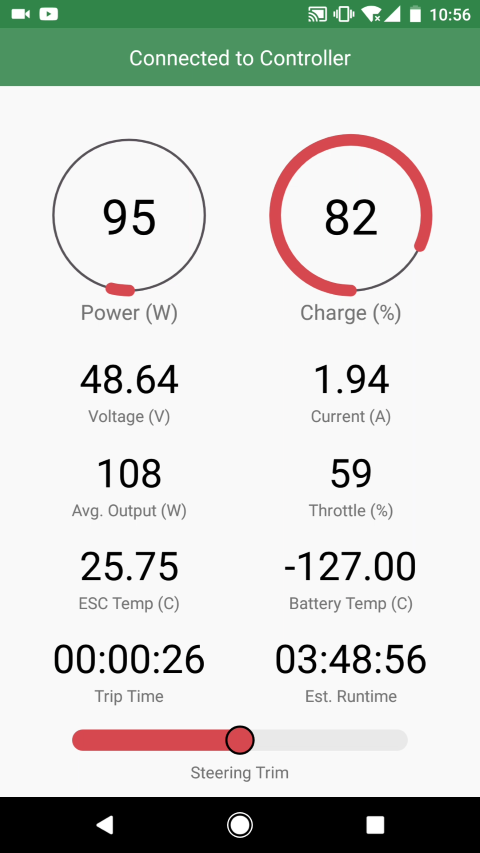 10:56
Connected to Controller
95
82
Power (W)
Charge (%)
48.64
1.94
Voltage (V)
Current (A)
108
59
Avg. Output (W)
Throttle (%)
25.75
-127.00
ESC Temp (C)
Battery Temp (C)
00:00:26
03:48:56
Trip Time
Est. Runtime
Steering Trim